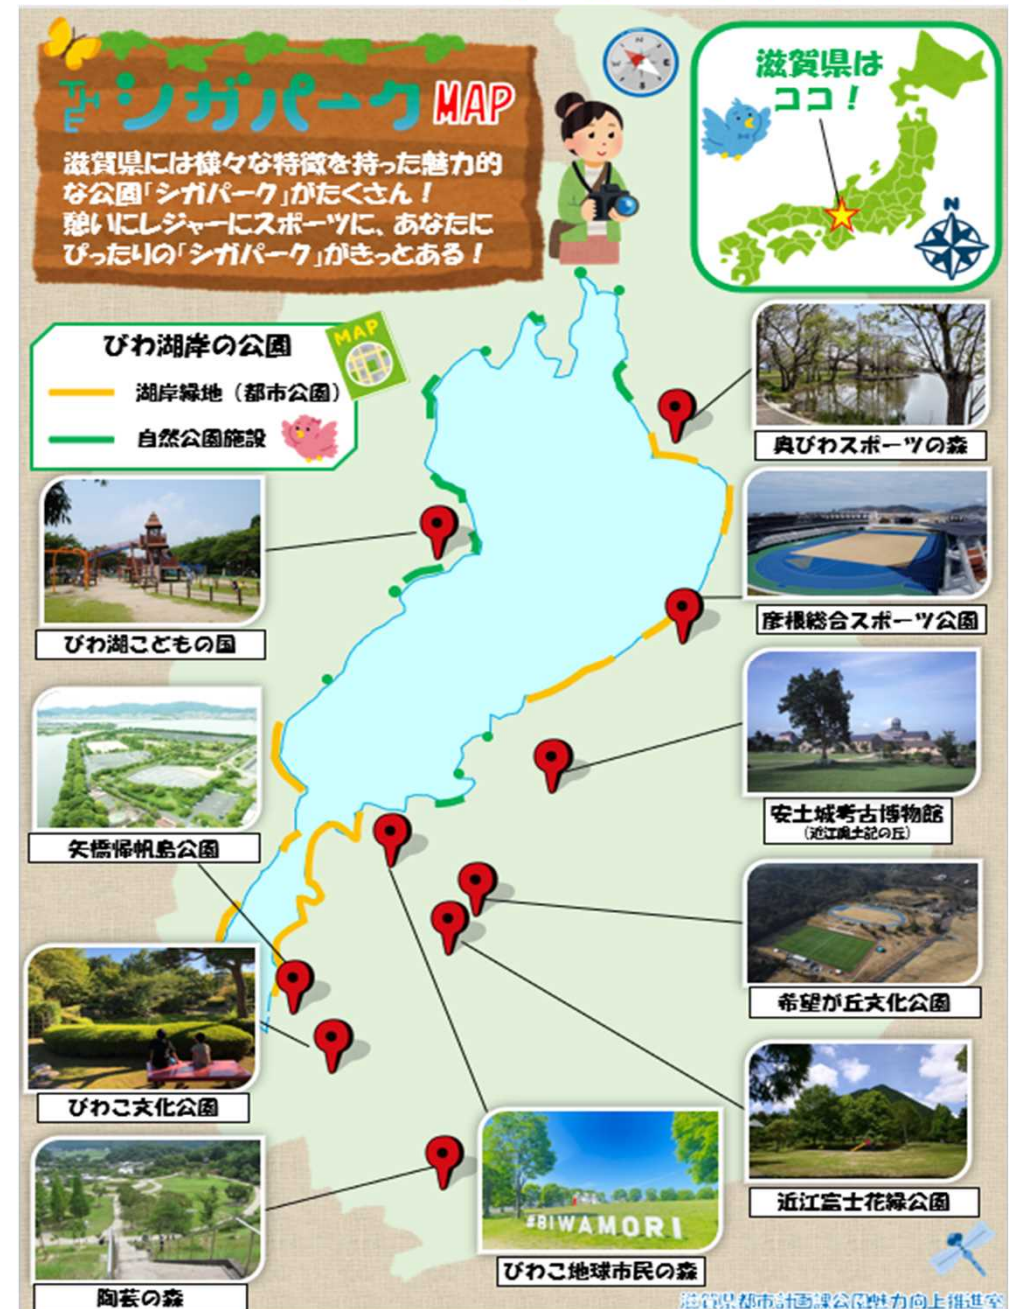 THE シガパーク MAP
滋賀県には様々な特徴を持った魅力的
な公園「シガパーク」がたくさん!
憩いにレジャーにスポーツに、あなたに
ぴったりの「シガパーク」がきっとある!
N
W
E
S
滋賀県は
ココ!
N
びわ湖岸の公園
MAP
湖岸緑地(都市公園)
自然公園施設
奥びわスポーツの森
びわ湖こどもの国
彦根総合スポーツ公園
安土城考古博物館
(近江風土記の丘)
矢橋帰帆島公園
希望が丘文化公園
びわこ文化公園
近江富士花緑公園
#BIWAMORI
びわこ地球市民の森
陶芸の森
滋賀県都市計画課公園魅力向上推進室